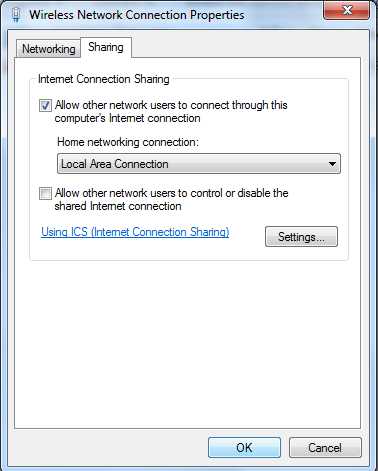 Wireless Network Connection Properties
Networking
Sharing
Internet Connection Sharing
Allow other network users to connect through this
computer's Internet connection
Home networking connection:
Local Area Connection
Allow other network users to control or disable the
shared Internet connection
Using ICS (Internet Connection Sharing)
Settings...
OK
Cancel